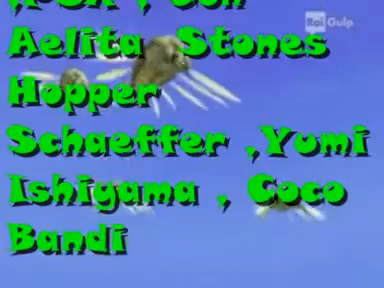 Rai Gulp
Aelita Stones
Hopper
Schaeffer ,Yumi
Ishiyama , Coco
Bandi